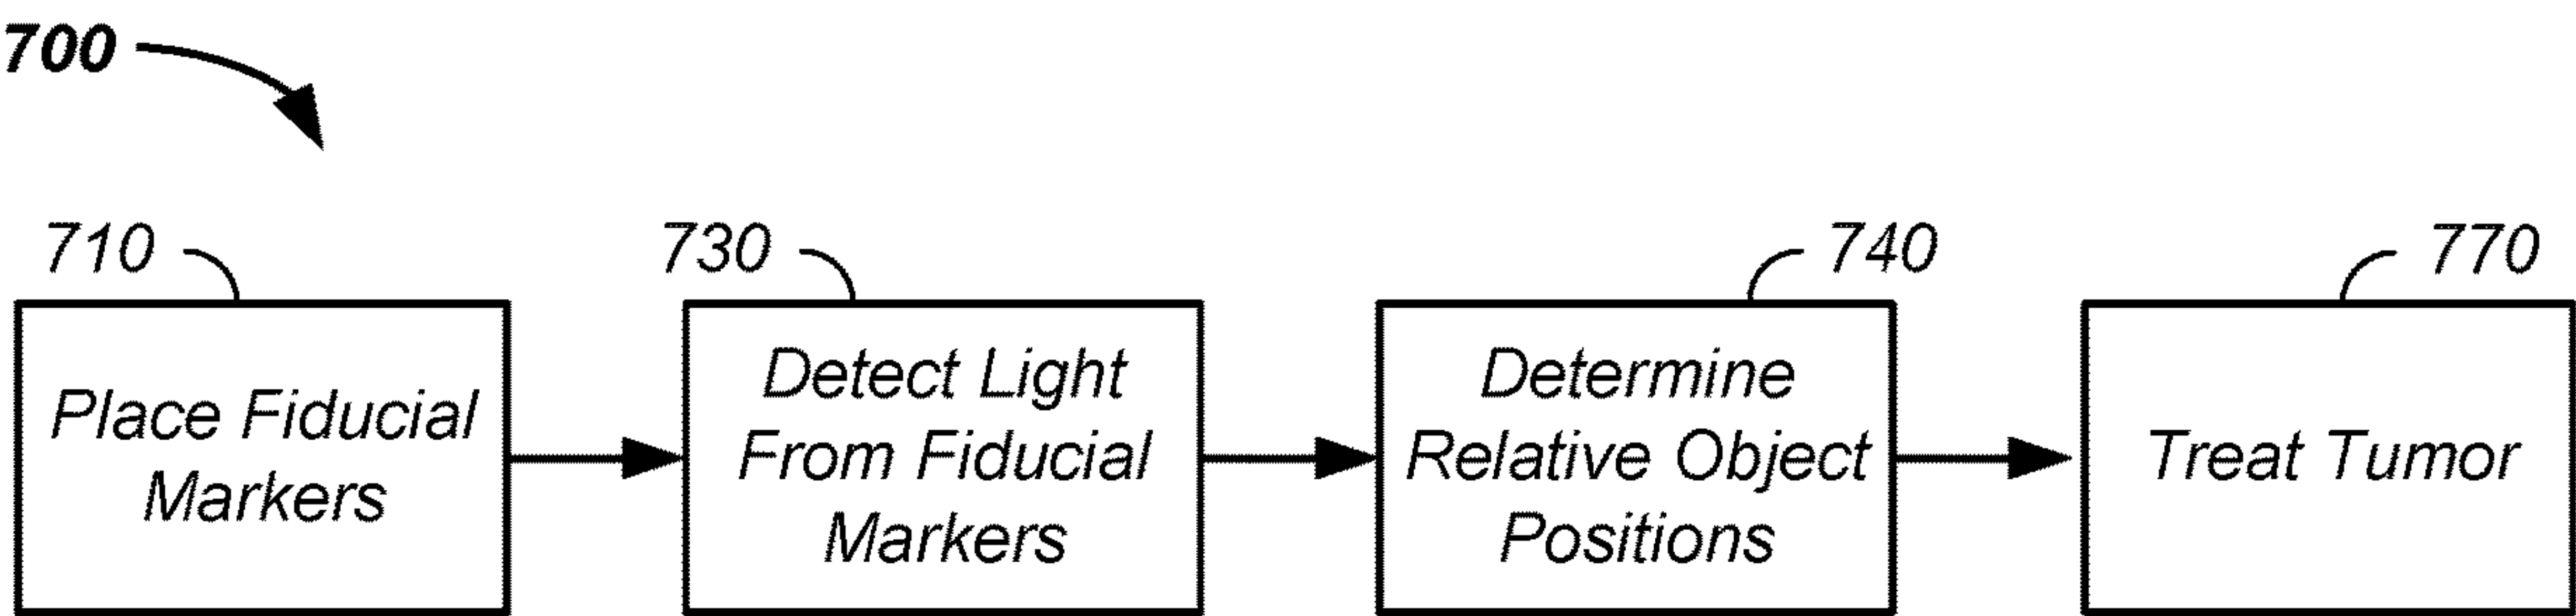 700
710
Place Fiducial
Markers
730
Detect Light
From Fiducial
Markers
740
Determine
Relative Object
Positions
770
Treat Tumor